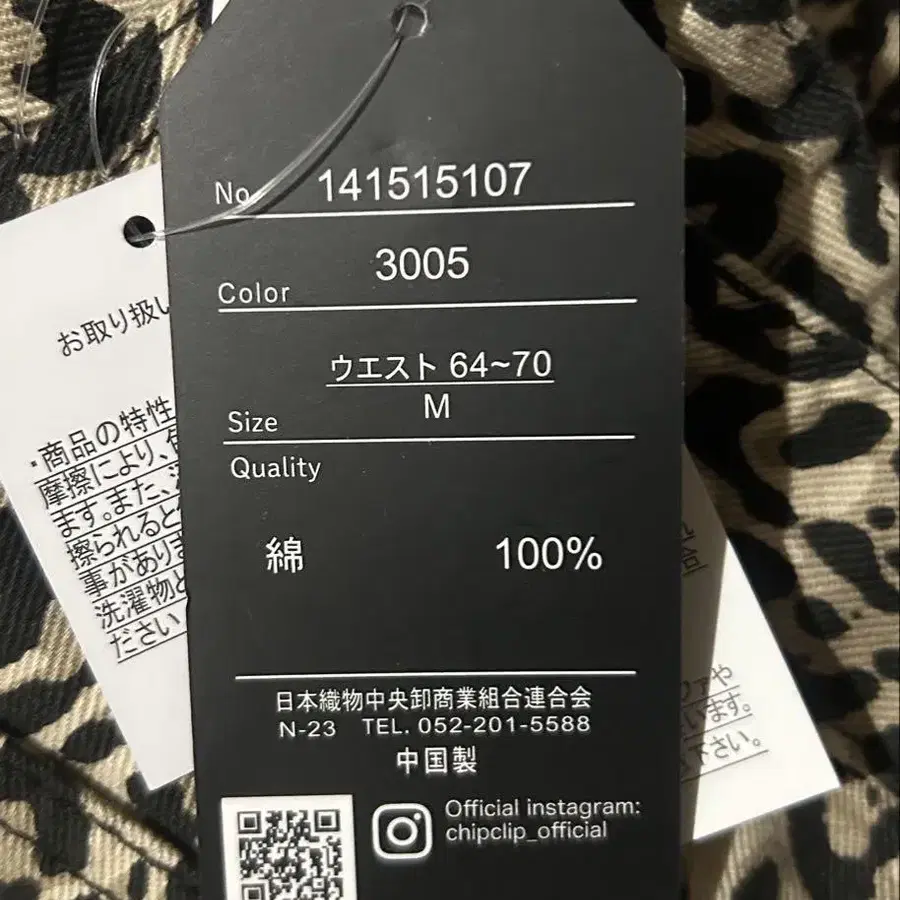 No. 141515107
Color 3005
ウエスト 64~70
Size M
Quality
綿 100%
日本織物中央卸商業組合連合会
N-23 TEL. 052-201-5588
中国製
Official instagram:
chipclip_official
お取り扱い
・商品の特性
摩擦により、
ます。また、
擦られると
事がありま
洗濯物と
ださい
ァや
います。
下さい。